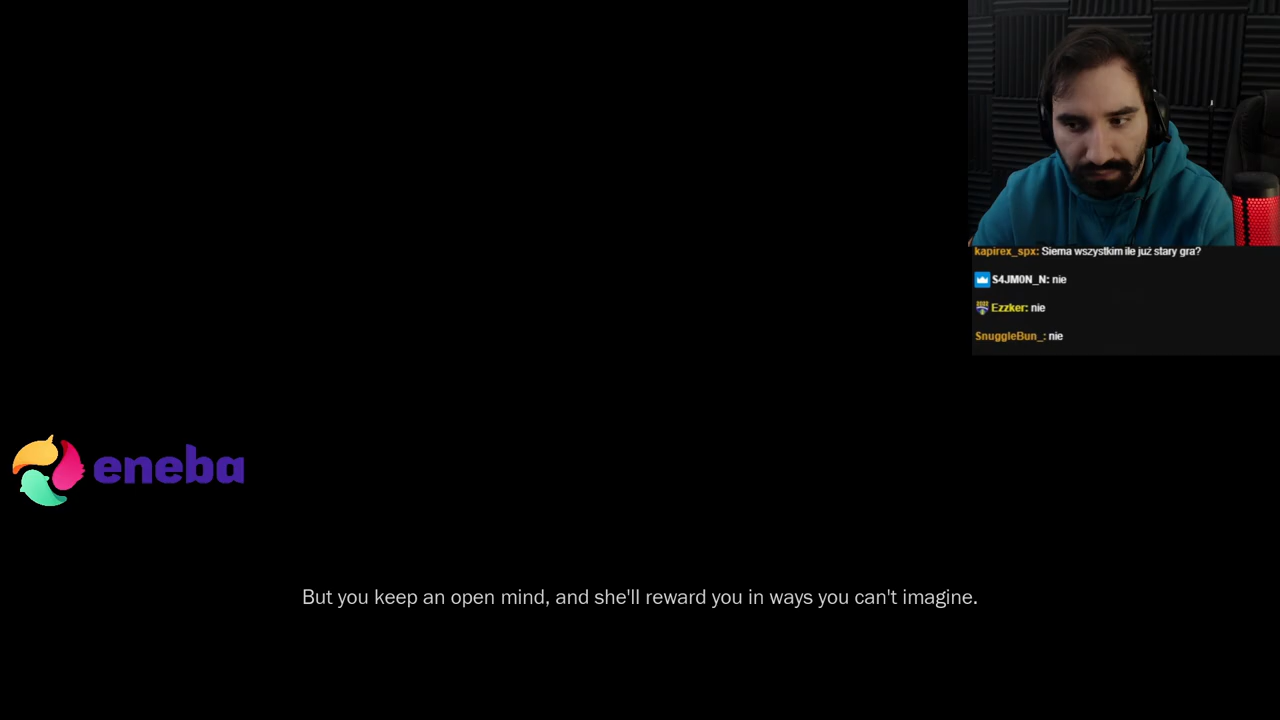 kapirex_spx: Siema wszystkim ile już stary gra?
S4JM0N_N: nie
Ezzker: nie
SnuggleBun_: nie
eneba
But you keep an open mind, and she'll reward you in ways you can't imagine.